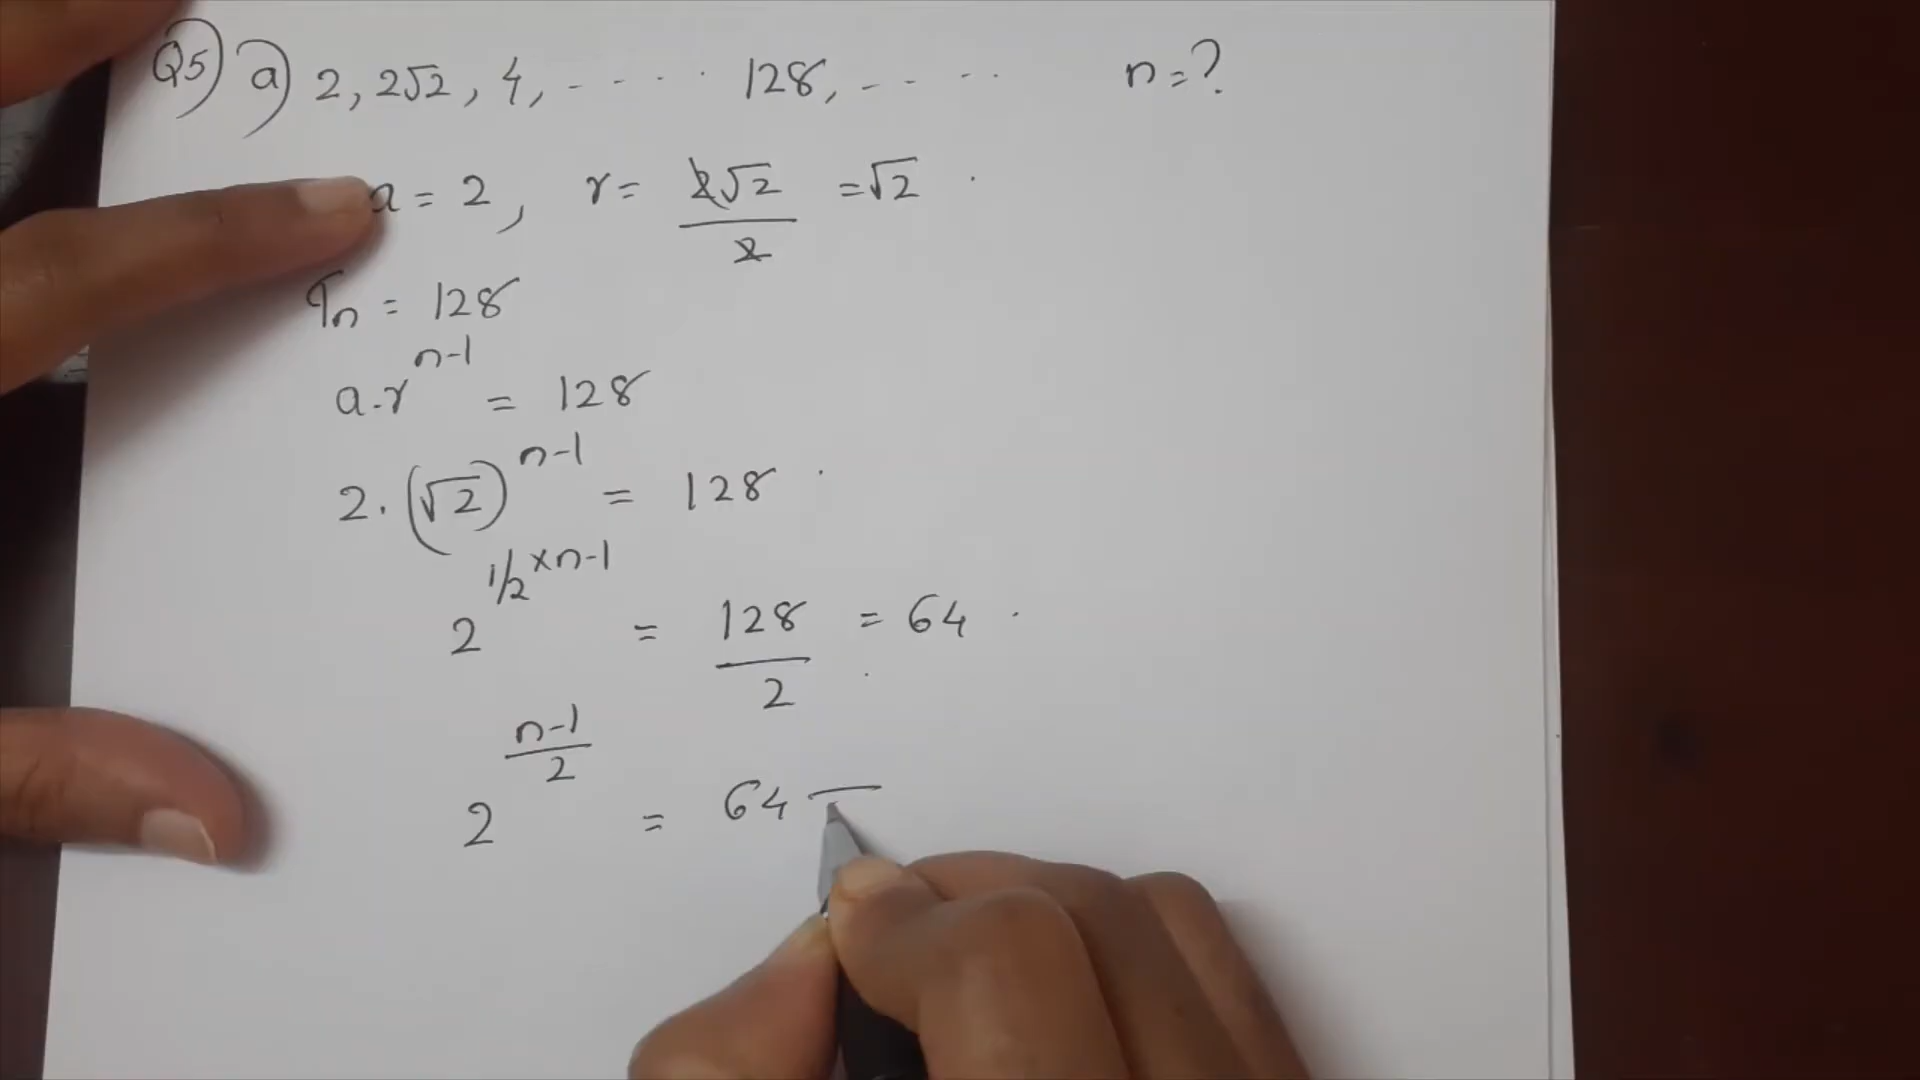 Q5) a) 2, 2√2, 4, - - - - 128, - - - - n = ?
a = 2, r = 2√2/2 = √2 .
Tn = 128
a.r^(n-1) = 128
2. (√2)^(n-1) = 128
2^(1/2 × n-1) = 128/2 = 64
2^((n-1)/2) = 64